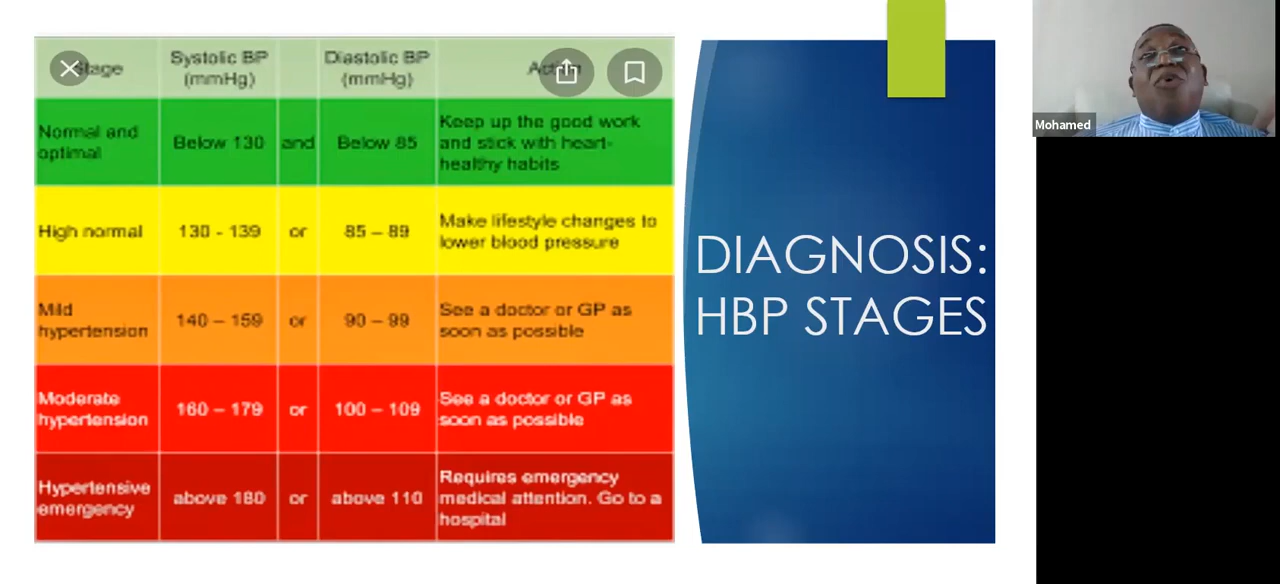 Stage
Systolic BP
(mmHg)
Diastolic BP
(mmHg)
Action
Normal and
optimal
Below 130
and
Below 85
Keep up the good work
and stick with heart-
healthy habits
High normal
130 - 139
or
85 – 89
Make lifestyle changes to
lower blood pressure
Mild
hypertension
140 – 159
or
90 – 99
See a doctor or GP as
soon as possible
Moderate
hypertension
160 – 179
or
100 – 109
See a doctor or GP as
soon as possible
Hypertensive
emergency
above 180
or
above 110
Requires emergency
medical attention. Go to a
hospital
DIAGNOSIS:
HBP STAGES
Mohamed